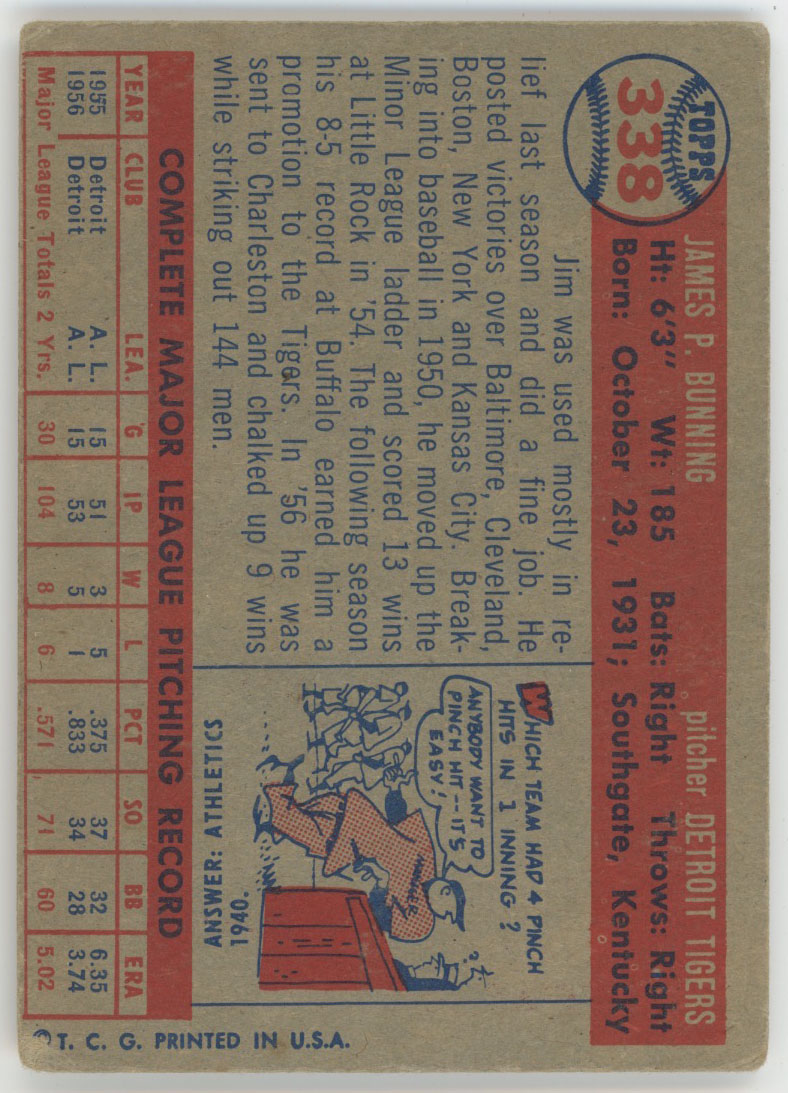 TOPPS
338
JAMES P. BUNNING pitcher DETROIT TIGERS
Ht: 6'3" Wt: 185 Bats: Right Throws: Right
Born: October 23, 1931; Southgate, Kentucky
Jim was used mostly in re-
lief last season and did a fine job. He
posted victories over Baltimore, Cleveland,
Boston, New York and Kansas City. Break-
ing into baseball in 1950, he moved up the
Minor League ladder and scored 13 wins
at Little Rock in '54. The following season
his 8-5 record at Buffalo earned him a
promotion to the Tigers. In '56 he was
sent to Charleston and chalked up 9 wins
while striking out 144 men.
WHICH TEAM HAD 4 PINCH
HITS IN 1 INNING?
ANYBODY WANT TO
PINCH HIT--IT'S
EASY!
MANAGER
?
ANSWER: ATHLETICS
1940.
COMPLETE MAJOR LEAGUE PITCHING RECORD
YEAR CLUB LEA. G IP W L PCT SO BB ERA
1955 Detroit A. L. 15 51 3 5 .375 37 32 6.35
1956 Detroit A. L. 15 53 5 1 .833 34 28 3.74
Major League Totals 2 Yrs. 30 104 8 6 .571 71 60 5.02
© T. C. G. PRINTED IN U.S.A.